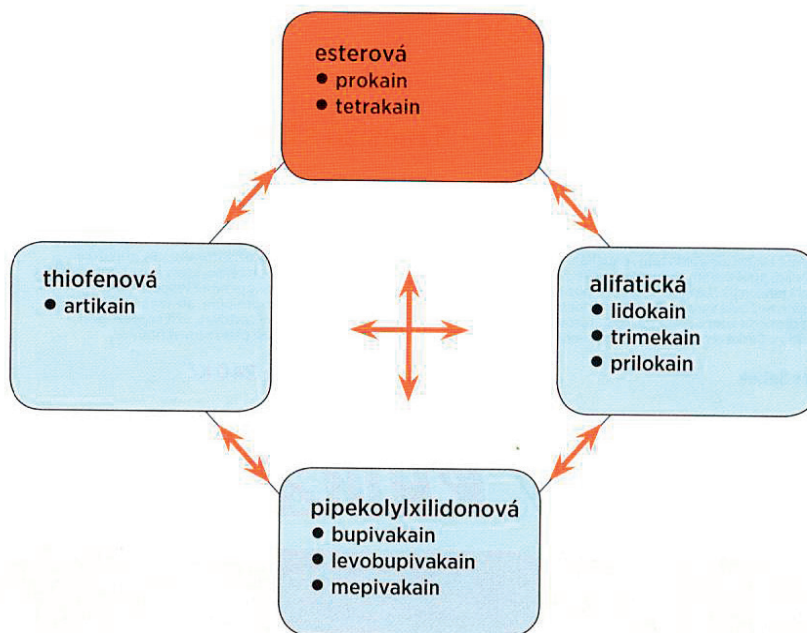 esterová
● prokain
● tetrakain
thiofenová
● artikain
alifatická
● lidokain
● trimekain
● prilokain
pipekolylxilidonová
● bupivakain
● levobupivakain
● mepivakain